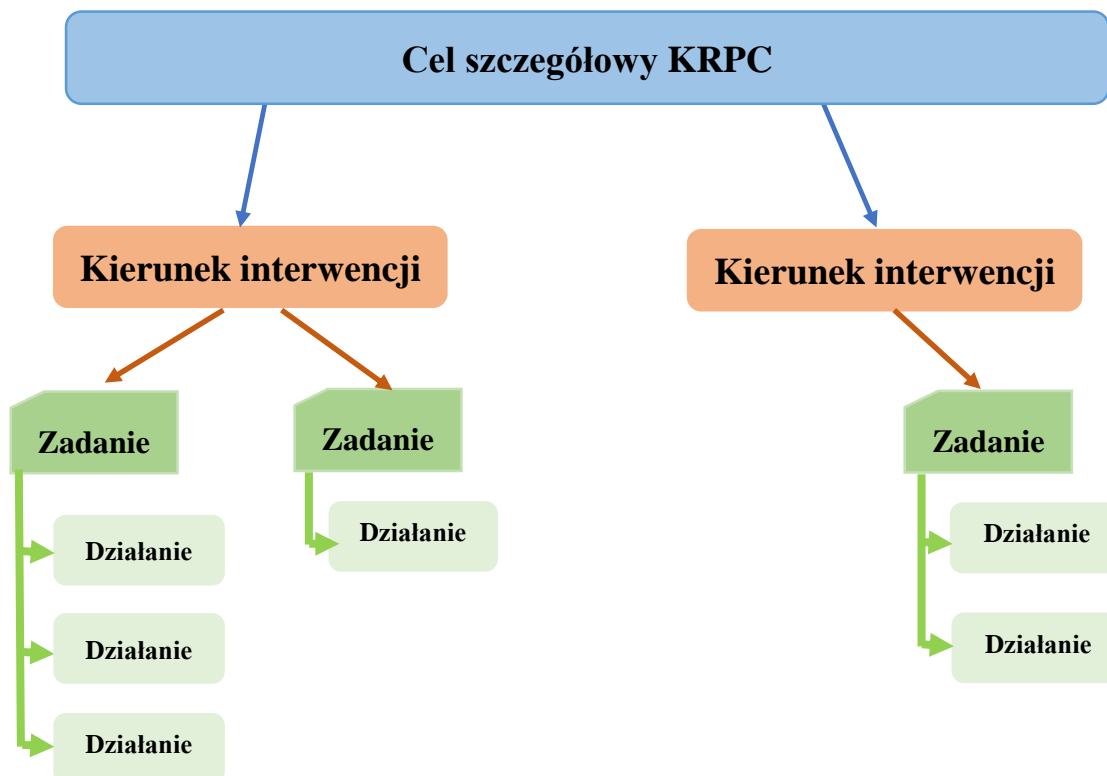 Cel szczegółowy KRPC
Kierunek interwencji
Kierunek interwencji
Zadanie
Zadanie
Zadanie
Działanie
Działanie
Działanie
Działanie
Działanie
Działanie